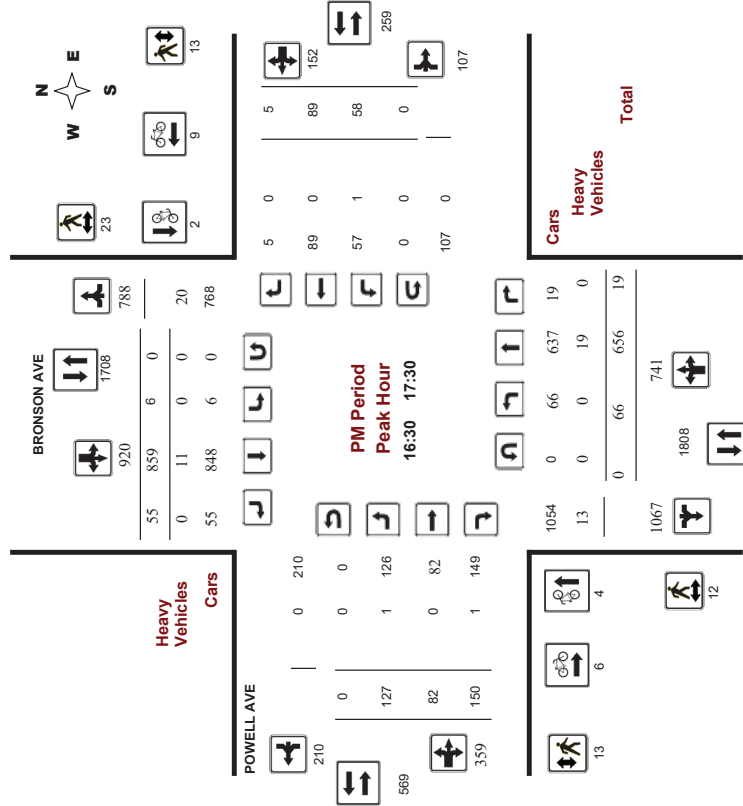 N
W E
S
23
13
9
2
BRONSON AVE
920
1708
788
55 859 6 0
0 11 0 0 20
55 848 6 0 768
Heavy
Vehicles
Cars
152
259
107
5 0 5
89 0 89
57 1 58
0 0 0
107 0
PM Period
Peak Hour
16:30 17:30
POWELL AVE
210
569
359
0 210
0 0 0
127 1 126
82 0 82
150 1 149
Cars
Heavy
Vehicles
Total
1054 0 66 637 19
13 0 0 19 0
0 66 656 19
1067
1808
741
13
6
4
12